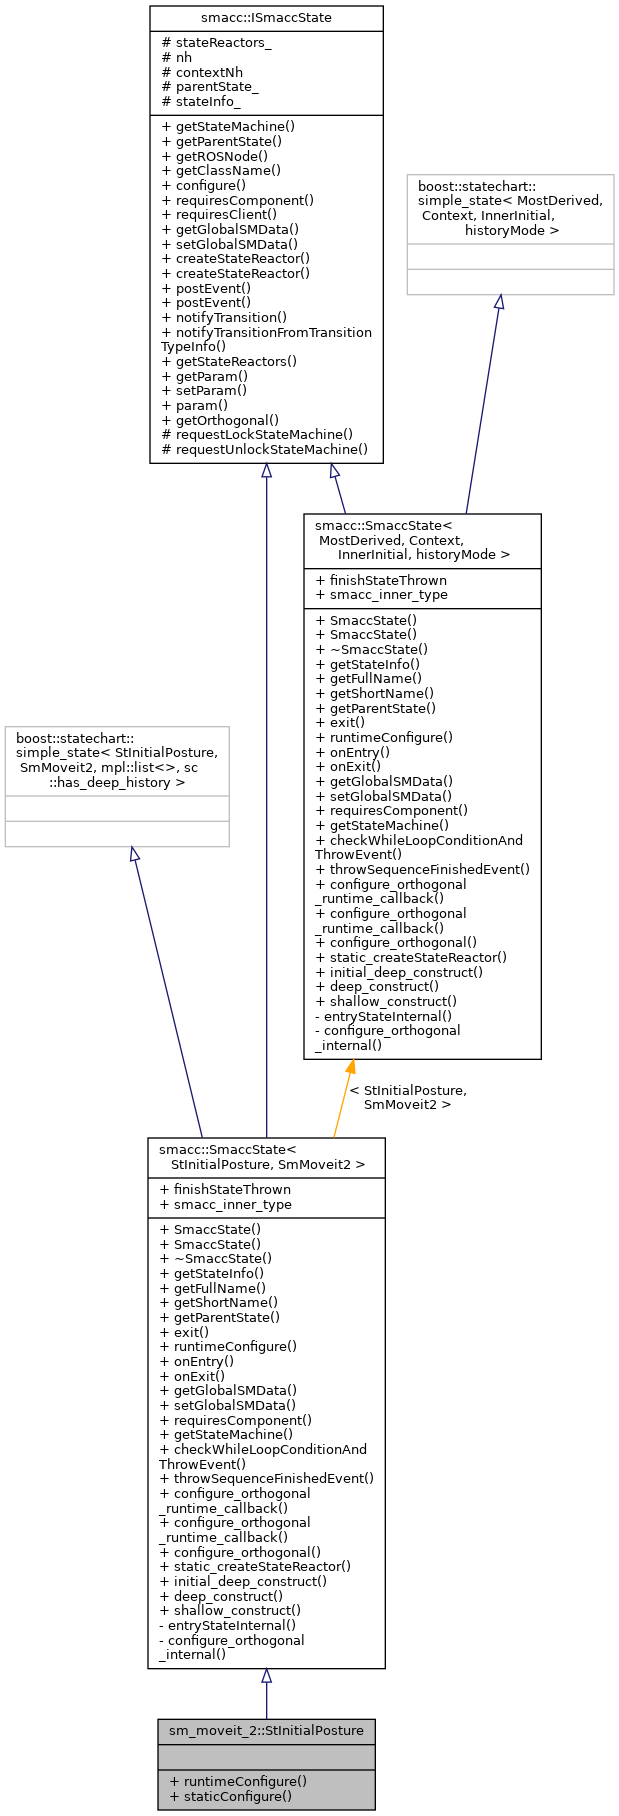 smacc::ISmaccState
# stateReactors_
# nh
# contextNh
# parentState_
# stateInfo_
+ getStateMachine()
+ getParentState()
+ getROSNode()
+ getClassName()
+ configure()
+ requiresComponent()
+ requiresClient()
+ getGlobalSMData()
+ setGlobalSMData()
+ createStateReactor()
+ createStateReactor()
+ postEvent()
+ postEvent()
+ notifyTransition()
+ notifyTransitionFromTransition
TypeInfo()
+ getStateReactors()
+ getParam()
+ setParam()
+ param()
+ getOrthogonal()
# requestLockStateMachine()
# requestUnlockStateMachine()
boost::statechart::
simple_state< MostDerived,
Context, InnerInitial,
historyMode >
smacc::SmaccState<
MostDerived, Context,
InnerInitial, historyMode >
+ finishStateThrown
+ smacc_inner_type
+ SmaccState()
+ SmaccState()
+ ~SmaccState()
+ getStateInfo()
+ getFullName()
+ getShortName()
+ getParentState()
+ exit()
+ runtimeConfigure()
+ onEntry()
+ onExit()
+ getGlobalSMData()
+ setGlobalSMData()
+ requiresComponent()
+ getStateMachine()
+ checkWhileLoopConditionAnd
ThrowEvent()
+ throwSequenceFinishedEvent()
+ configure_orthogonal
_runtime_callback()
+ configure_orthogonal
_runtime_callback()
+ configure_orthogonal()
+ static_createStateReactor()
+ initial_deep_construct()
+ deep_construct()
+ shallow_construct()
- entryStateInternal()
- configure_orthogonal
_internal()
boost::statechart::
simple_state< StInitialPosture,
SmMoveit2, mpl::list<>, sc
::has_deep_history >
< StInitialPosture,
SmMoveit2 >
smacc::SmaccState<
StInitialPosture, SmMoveit2 >
+ finishStateThrown
+ smacc_inner_type
+ SmaccState()
+ SmaccState()
+ ~SmaccState()
+ getStateInfo()
+ getFullName()
+ getShortName()
+ getParentState()
+ exit()
+ runtimeConfigure()
+ onEntry()
+ onExit()
+ getGlobalSMData()
+ setGlobalSMData()
+ requiresComponent()
+ getStateMachine()
+ checkWhileLoopConditionAnd
ThrowEvent()
+ throwSequenceFinishedEvent()
+ configure_orthogonal
_runtime_callback()
+ configure_orthogonal
_runtime_callback()
+ configure_orthogonal()
+ static_createStateReactor()
+ initial_deep_construct()
+ deep_construct()
+ shallow_construct()
- entryStateInternal()
- configure_orthogonal
_internal()
sm_moveit_2::StInitialPosture
+ runtimeConfigure()
+ staticConfigure()